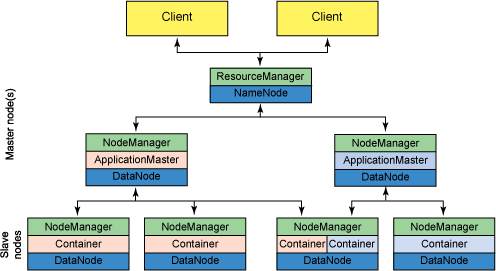 Client
Client
Master node(s)
ResourceManager
NameNode
NodeManager
ApplicationMaster
DataNode
NodeManager
ApplicationMaster
DataNode
Slave
nodes
NodeManager
Container
DataNode
NodeManager
Container
DataNode
NodeManager
Container Container
DataNode
NodeManager
Container
DataNode